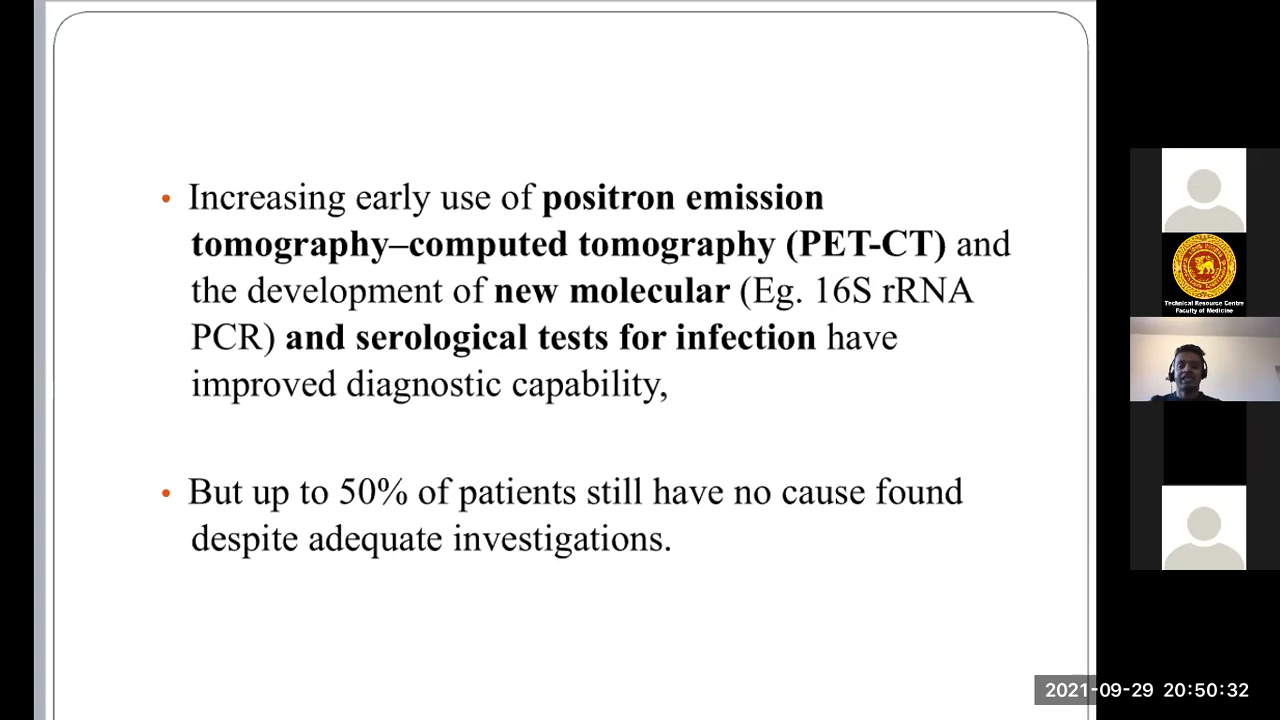 • Increasing early use of positron emission
tomography–computed tomography (PET-CT) and
the development of new molecular (Eg. 16S rRNA
PCR) and serological tests for infection have
improved diagnostic capability,
• But up to 50% of patients still have no cause found
despite adequate investigations.
Technical Resource Centre
Faculty of Medicine
2021-09-29 20:50:32